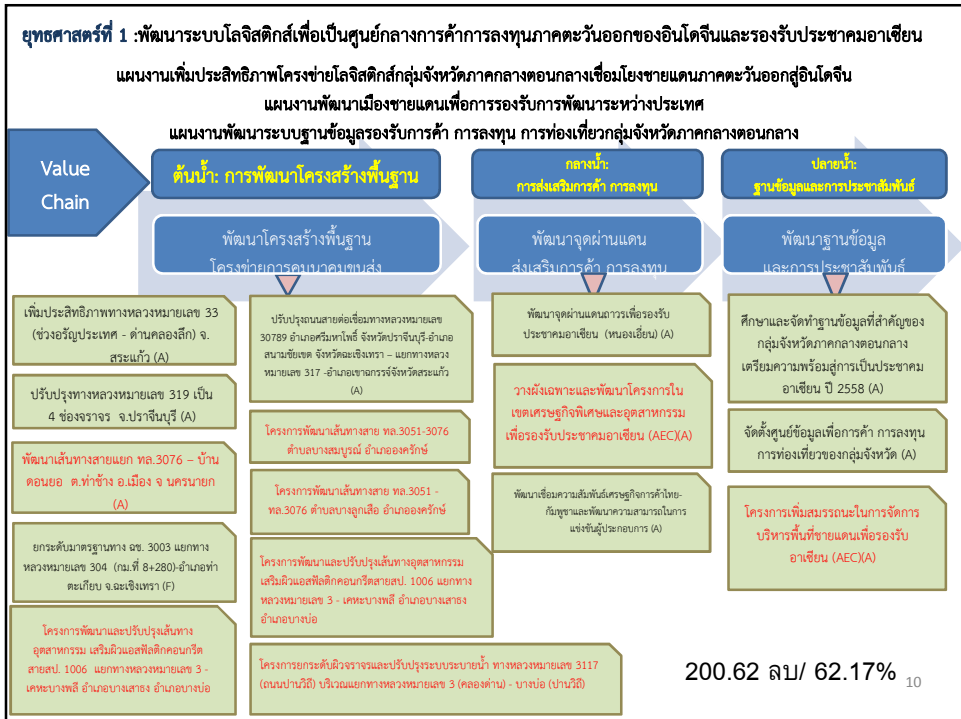 ยุทธศาสตร์ที่ 1 :พัฒนาระบบโลจิสติกส์เพื่อเป็นศูนย์กลางการค้าการลงทุนภาคตะวันออกของอินโดจีนและรองรับประชาคมอาเซียน
แผนงานเพิ่มประสิทธิภาพโครงข่ายโลจิสติกส์กลุ่มจังหวัดภาคกลางตอนกลางเชื่อมโยงชายแดนภาคตะวันออกสู่อินโดจีน
แผนงานพัฒนาเมืองชายแดนเพื่อการรองรับการพัฒนาระหว่างประเทศ
แผนงานพัฒนาระบบฐานข้อมูลรองรับการค้า การลงทุน การท่องเที่ยวกลุ่มจังหวัดภาคกลางตอนกลาง
Value
Chain
ต้นน้ำ: การพัฒนาโครงสร้างพื้นฐาน
กลางน้ำ:
การส่งเสริมการค้า การลงทุน
ปลายน้ำ:
ฐานข้อมูลและการประชาสัมพันธ์
พัฒนาโครงสร้างพื้นฐาน
โครงข่ายการคมนาคมขนส่ง
พัฒนาจุดผ่านแดน
ส่งเสริมการค้า การลงทุน
พัฒนาฐานข้อมูล
และการประชาสัมพันธ์
เพิ่มประสิทธิภาพทางหลวงหมายเลข 33
(ช่วงอรัญประเทศ - ด่านคลองลึก) จ.
สระแก้ว (A)
ปรับปรุงทางหลวงหมายเลข 319 เป็น
4 ช่องจราจร จ.ปราจีนบุรี (A)
พัฒนาเส้นทางสายแยก ทล.3076 – บ้าน
ดอนยอ ต.ท่าช้าง อ.เมือง จ นครนายก
(A)
ยกระดับมาตรฐานทาง ฉช. 3003 แยกทาง
หลวงหมายเลข 304 (กม.ที่ 8+280)-อำเภอท่า
ตะเกียบ จ.ฉะเชิงเทรา (F)
โครงการพัฒนาและปรับปรุงเส้นทาง
อุตสาหกรรม เสริมผิวแอสฟัลติกคอนกรีต
สายสป. 1006 แยกทางหลวงหมายเลข 3 -
เคหะบางพลี อำเภอบางเสาธง อำเภอบางบ่อ
ปรับปรุงถนนสายต่อเชื่อมทางหลวงหมายเลข
30789 อำเภอศรีมหาโพธิ์ จังหวัดปราจีนบุรี-อำเภอ
สนามชัยเขต จังหวัดฉะเชิงเทรา – แยกทางหลวง
หมายเลข 317 -อำเภอเขาฉกรรจ์จังหวัดสระแก้ว
(A)
โครงการพัฒนาเส้นทางสาย ทล.3051-3076
ตำบลบางสมบูรณ์ อำเภอองครักษ์
โครงการพัฒนาเส้นทางสาย ทล.3051 -
ทล.3076 ตำบลบางลูกเสือ อำเภอองครักษ์
โครงการพัฒนาและปรับปรุงเส้นทางอุตสาหกรรม
เสริมผิวแอสฟัลติกคอนกรีตสายสป. 1006 แยกทาง
หลวงหมายเลข 3 - เคหะบางพลี อำเภอบางเสาธง
อำเภอบางบ่อ
โครงการยกระดับผิวจราจรและปรับปรุงระบบระบายน้ำ ทางหลวงหมายเลข 3117
(ถนนปานวิถี) บริเวณแยกทางหลวงหมายเลข 3 (คลองด่าน) - บางบ่อ (ปานวิถี)
พัฒนาจุดผ่านแดนถาวรเพื่อรองรับ
ประชาคมอาเซียน (หนองเอี่ยน) (A)
วางผังเฉพาะและพัฒนาโครงการใน
เขตเศรษฐกิจพิเศษและอุตสาหกรรม
เพื่อรองรับประชาคมอาเซียน (AEC)(A)
พัฒนาเชื่อมความสัมพันธ์เศรษฐกิจการค้าไทย-
กัมพูชาและพัฒนาความสามารถในการ
แข่งขันผู้ประกอบการ (A)
ศึกษาและจัดทำฐานข้อมูลที่สำคัญของ
กลุ่มจังหวัดภาคกลางตอนกลาง
เตรียมความพร้อมสู่การเป็นประชาคม
อาเซียน ปี 2558 (A)
จัดตั้งศูนย์ข้อมูลเพื่อการค้า การลงทุน
การท่องเที่ยวของกลุ่มจังหวัด (A)
โครงการเพิ่มสมรรถนะในการจัดการ
บริหารพื้นที่ชายแดนเพื่อรองรับ
อาเซียน (AEC)(A)
200.62 ลบ/ 62.17%
10